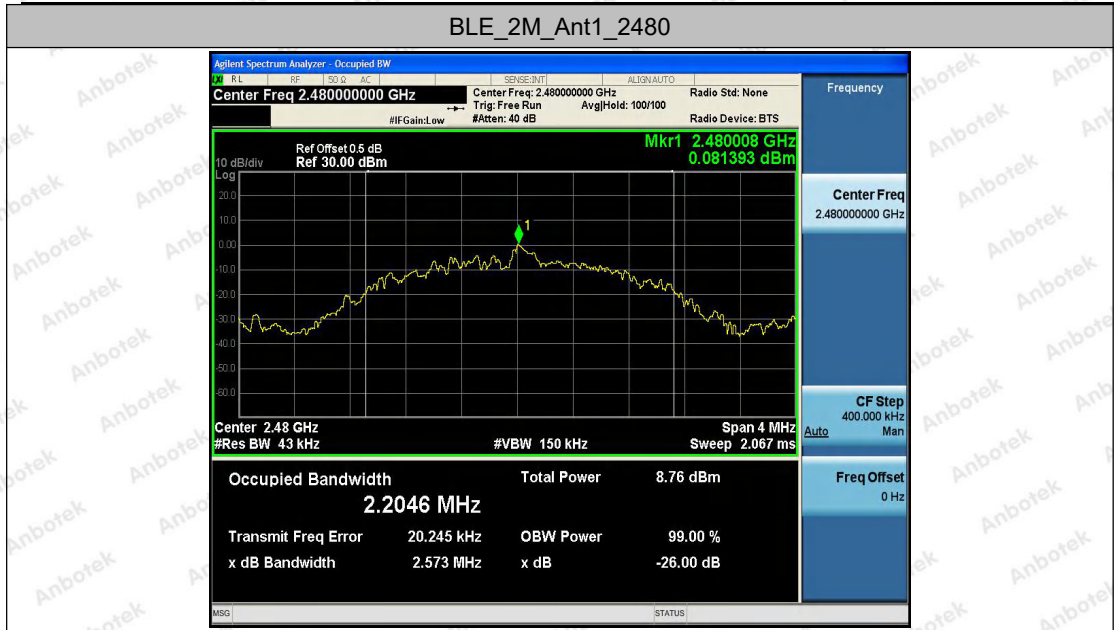 BLE_2M_Ant1_2480
Agilent Spectrum Analyzer - Occupied BW
LXI RL RF 50 Ω AC SENSE:INT ALIGN AUTO
Center Freq 2.480000000 GHz
Center Freq: 2.480000000 GHz Radio Std: None
Trig: Free Run Avg|Hold: 100/100
#IFGain:Low #Atten: 40 dB Radio Device: BTS
Frequency
Mkr1 2.480008 GHz
0.081393 dBm
Ref Offset 0.5 dB
10 dB/div Ref 30.00 dBm
Log
20.0
10.0
0.00
-10.0
-20.0
-30.0
-40.0
-50.0
-60.0
1
Center 2.48 GHz Span 4 MHz
#Res BW 43 kHz #VBW 150 kHz Sweep 2.067 ms
Center Freq
2.480000000 GHz
CF Step
400.000 kHz
Auto Man
Freq Offset
0 Hz
Occupied Bandwidth Total Power 8.76 dBm
2.2046 MHz
Transmit Freq Error 20.245 kHz OBW Power 99.00 %
x dB Bandwidth 2.573 MHz x dB -26.00 dB
MSG STATUS
Anbotek